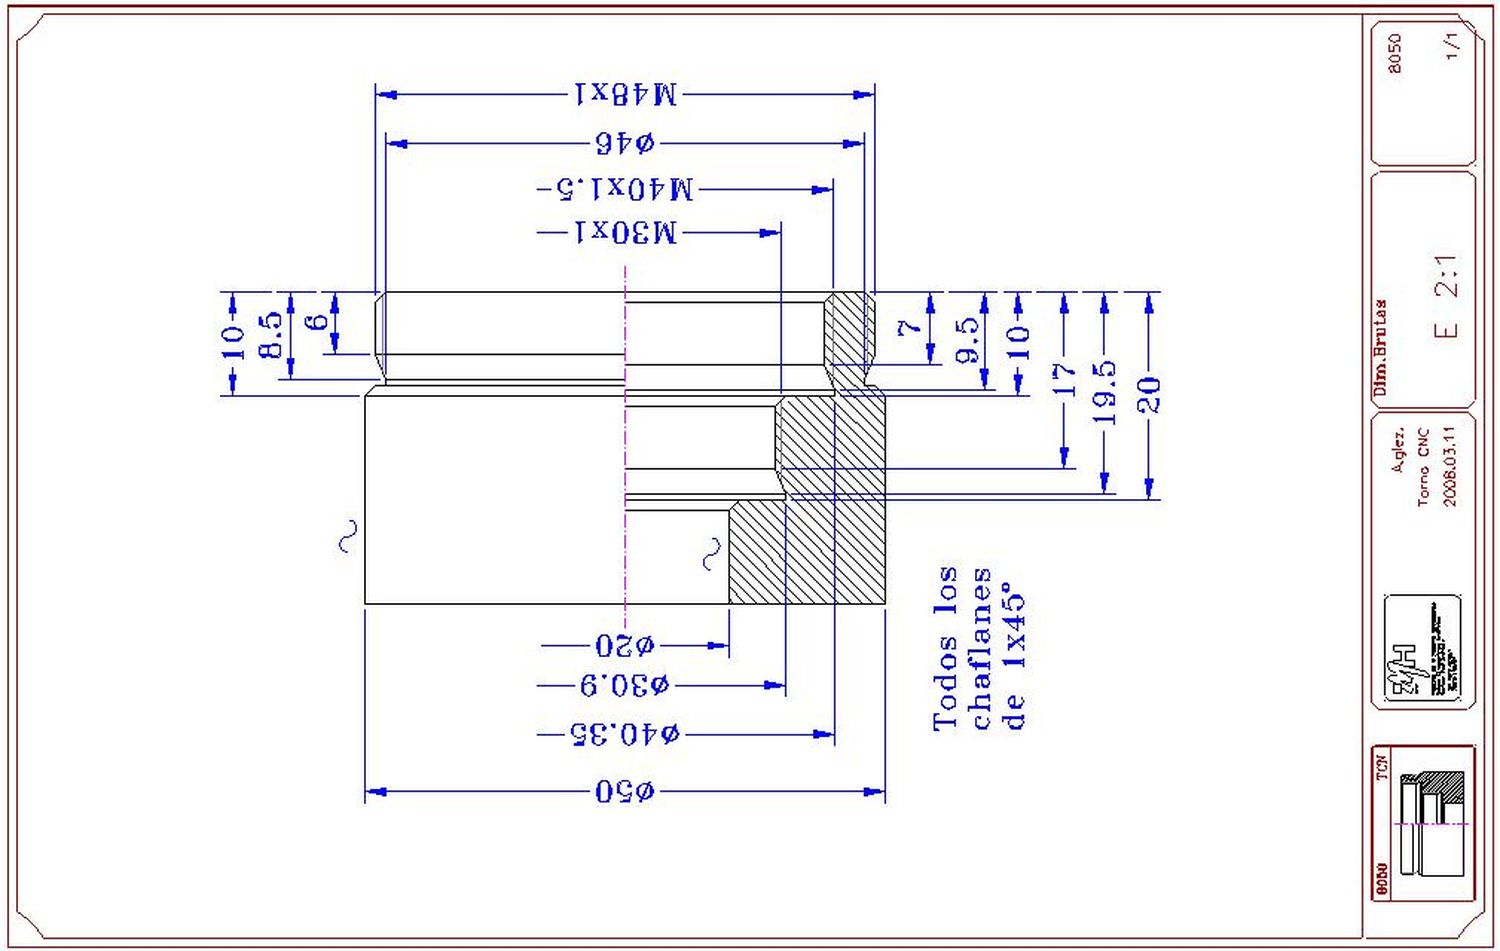 M48x1
ø46
M40x1.5
M30x1
10
8.5
6
7
9.5
10
17
19.5
20
ø20
ø30.9
ø40.35
ø50
Todos los
chaflanes
de 1x45°
8050
1/1
Dim.Brutas
E 2:1
Aglez.
Torno CNC
2008.03.11
TCN
8050